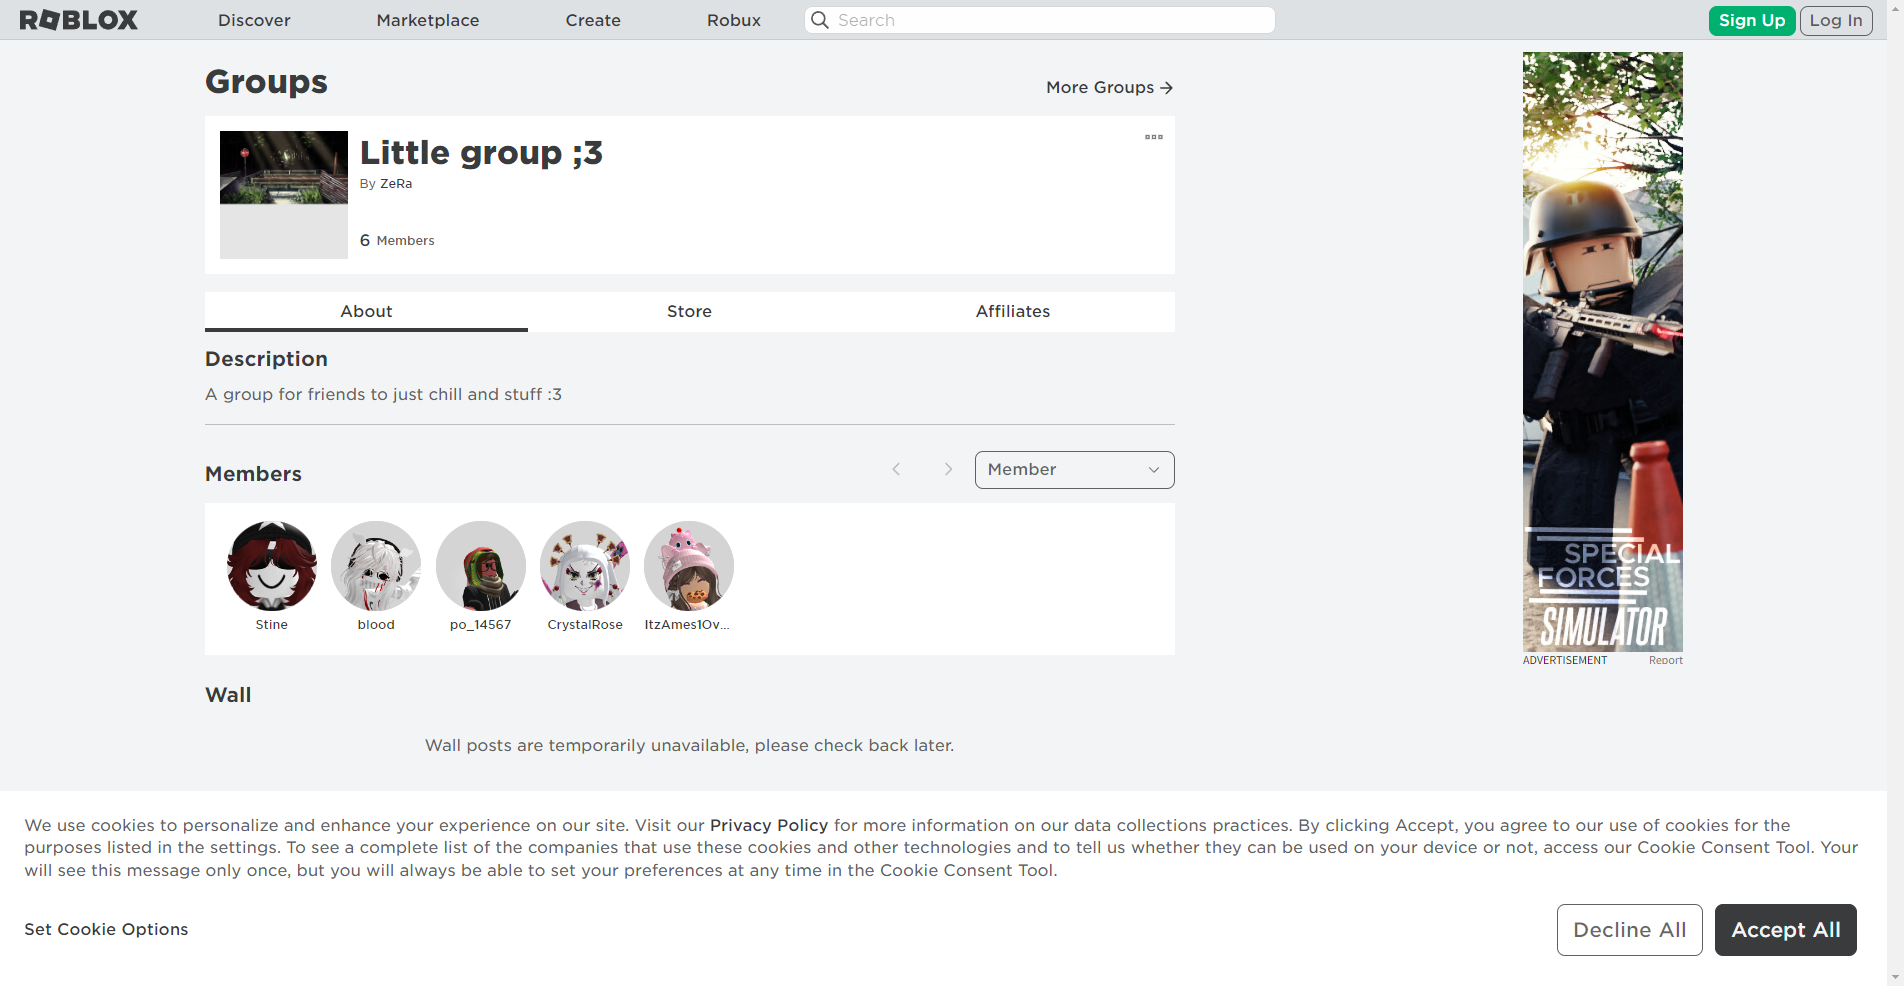 ROBLOX
Discover
Marketplace
Create
Robux
Search
Sign Up
Log In
Groups
More Groups
Little group ;3
By ZeRa
6 Members
About
Store
Affiliates
Description
A group for friends to just chill and stuff :3
Members
Member
Stine
blood
po_14567
CrystalRose
ItzAmes1Ov...
Wall
Wall posts are temporarily unavailable, please check back later.
SPECIAL
FORCES
SIMULATOR
ADVERTISEMENT
Report
We use cookies to personalize and enhance your experience on our site. Visit our Privacy Policy for more information on our data collections practices. By clicking Accept, you agree to our use of cookies for the
purposes listed in the settings. To see a complete list of the companies that use these cookies and other technologies and to tell us whether they can be used on your device or not, access our Cookie Consent Tool. Your
will see this message only once, but you will always be able to set your preferences at any time in the Cookie Consent Tool.
Set Cookie Options
Decline All
Accept All